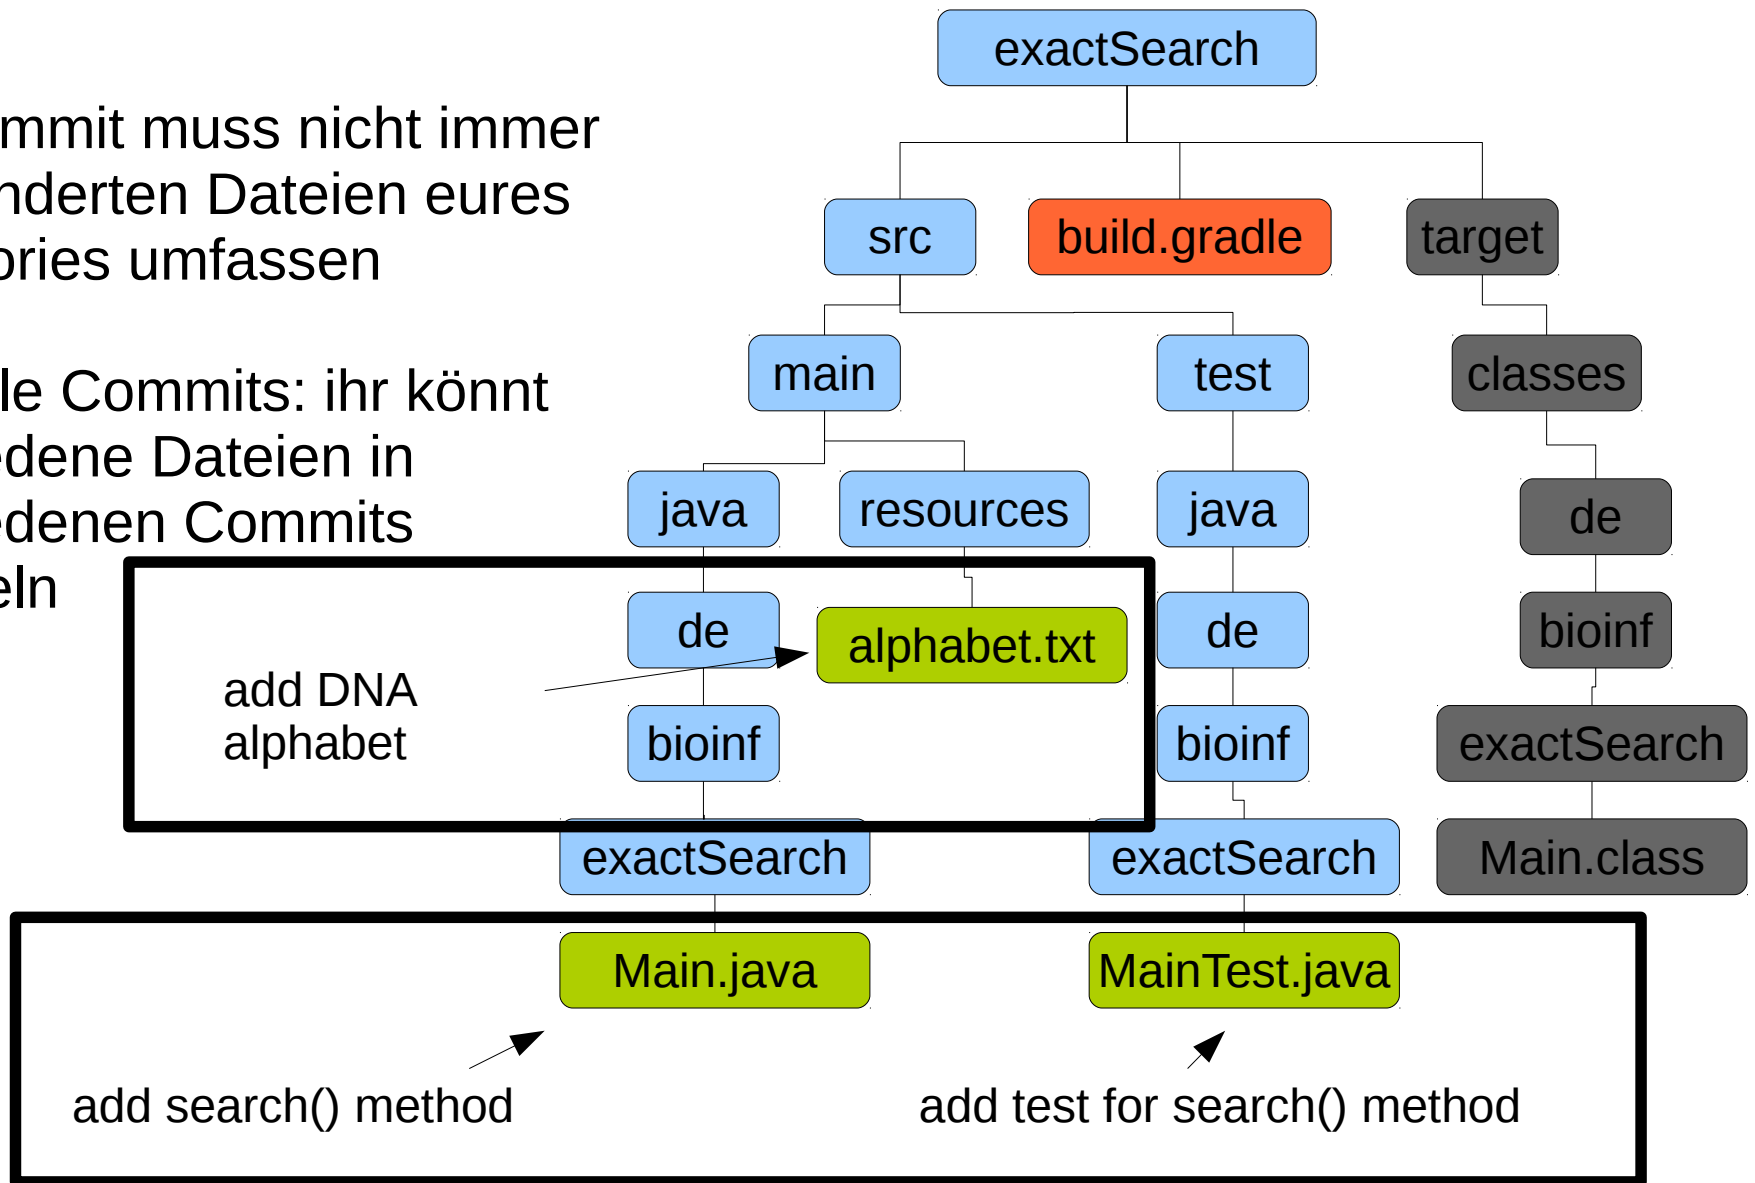 exactSearch
mmit muss nicht immer
nderten Dateien eures
ories umfassen
src
build.gradle
target
main
test
classes
le Commits: ihr könnt
edene Dateien in
edenen Commits
eln
java
resources
java
de
de
alphabet.txt
de
bioinf
add DNA
alphabet
bioinf
bioinf
exactSearch
exactSearch
exactSearch
Main.class
Main.java
MainTest.java
add search() method
add test for search() method